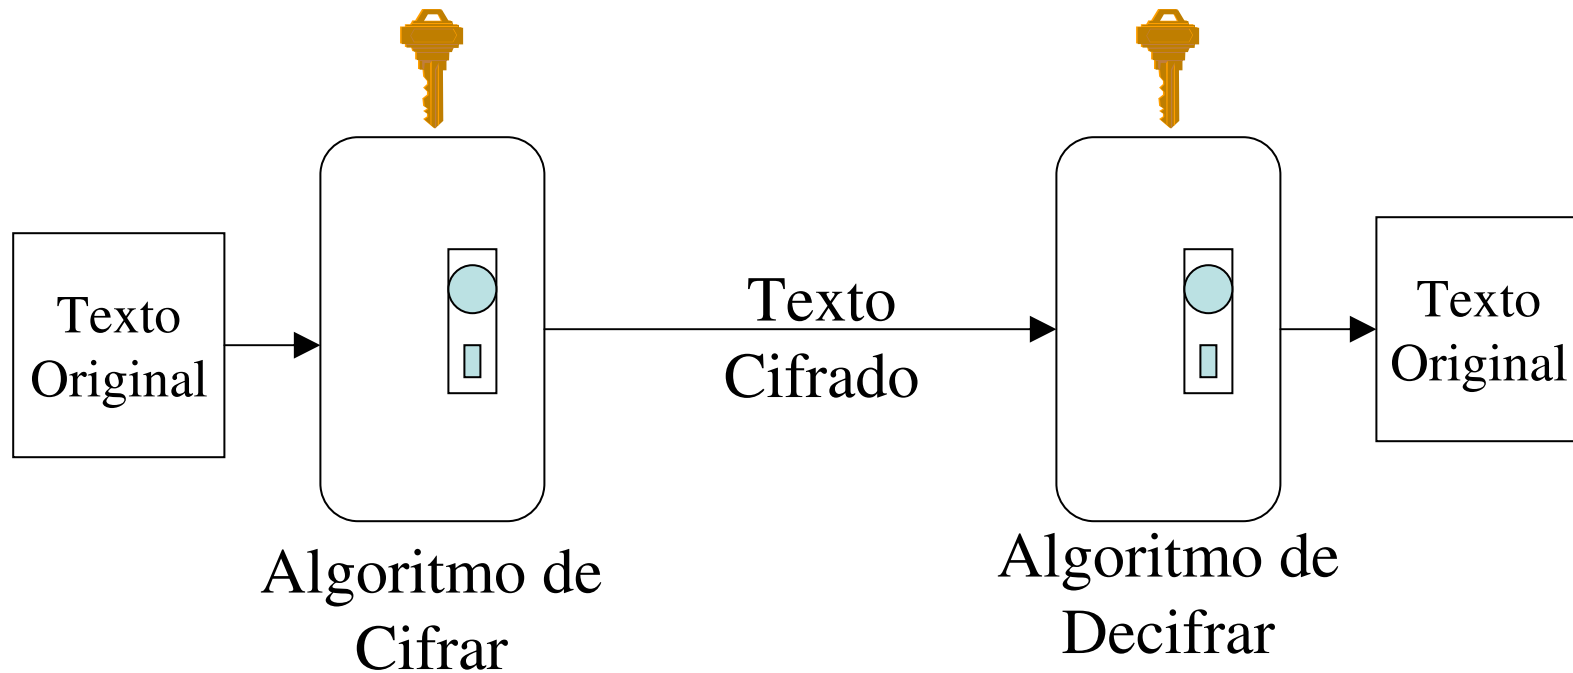 Texto
Original
Algoritmo de
Cifrar
Texto
Cifrado
Algoritmo de
Decifrar
Texto
Original